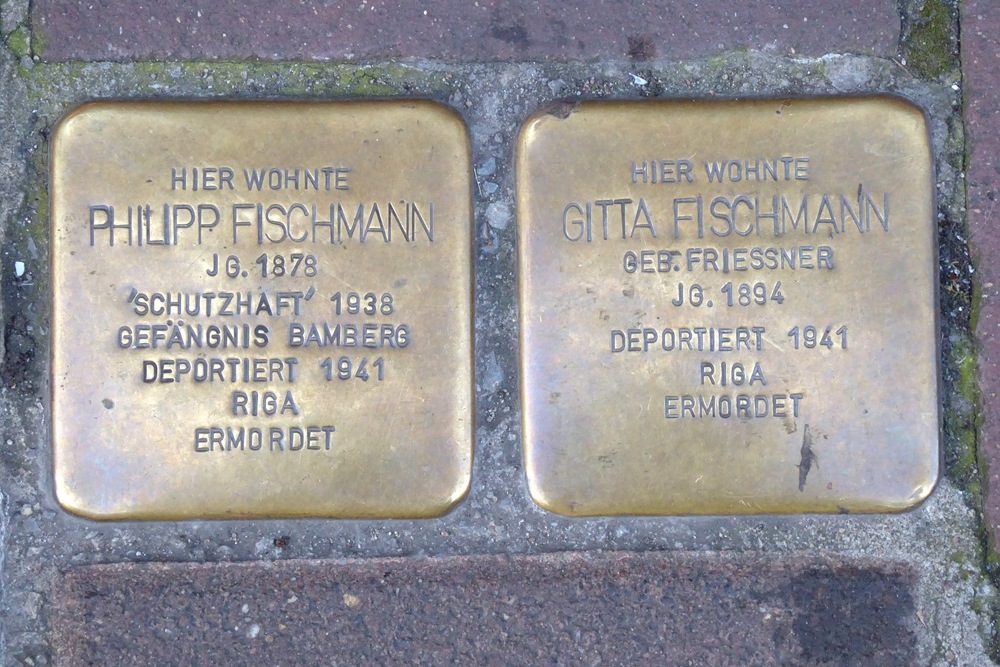 HIER WOHNTE
PHILIPP FISCHMANN
JG. 1878
'SCHUTZHAFT' 1938
GEFÄNGNIS BAMBERG
DEPORTIERT 1941
RIGA
ERMORDET
HIER WOHNTE
GITTA FISCHMANN
GEB. FRIESSNER
JG. 1894
DEPORTIERT 1941
RIGA
ERMORDET